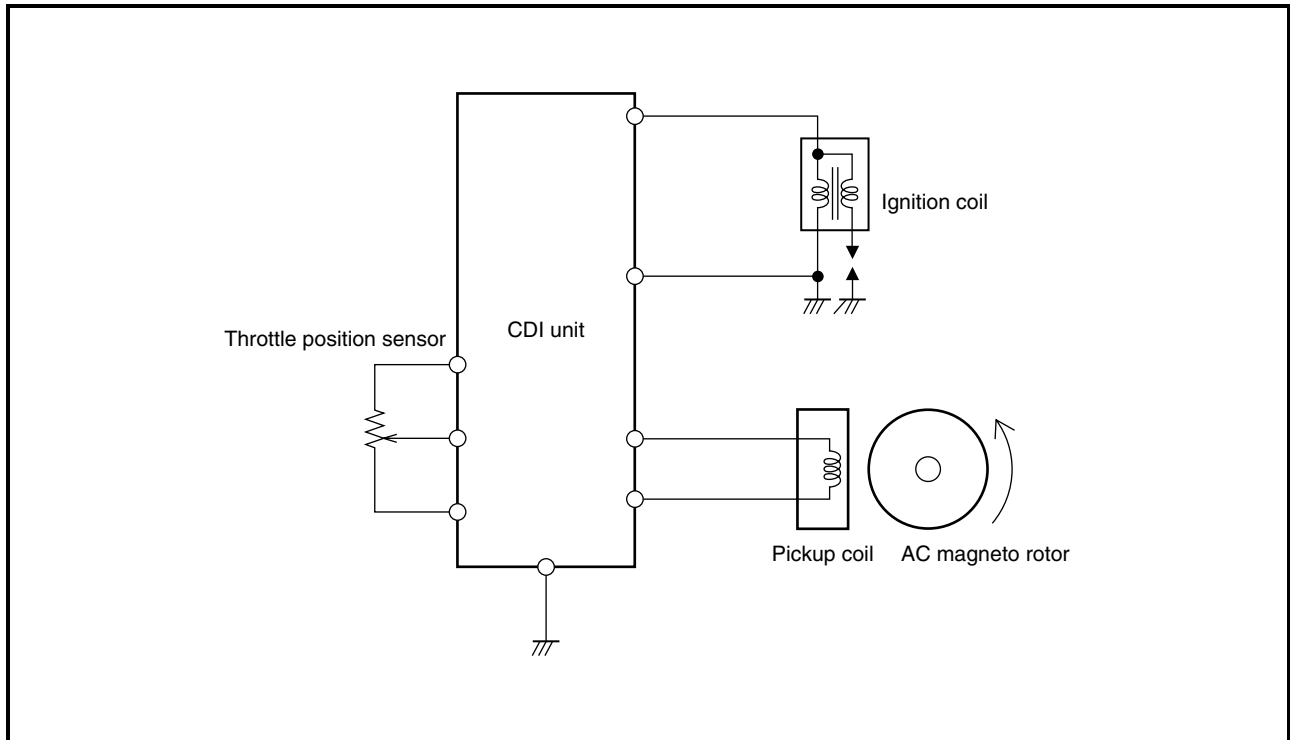 Ignition coil
CDI unit
Throttle position sensor
Pickup coil
AC magneto rotor